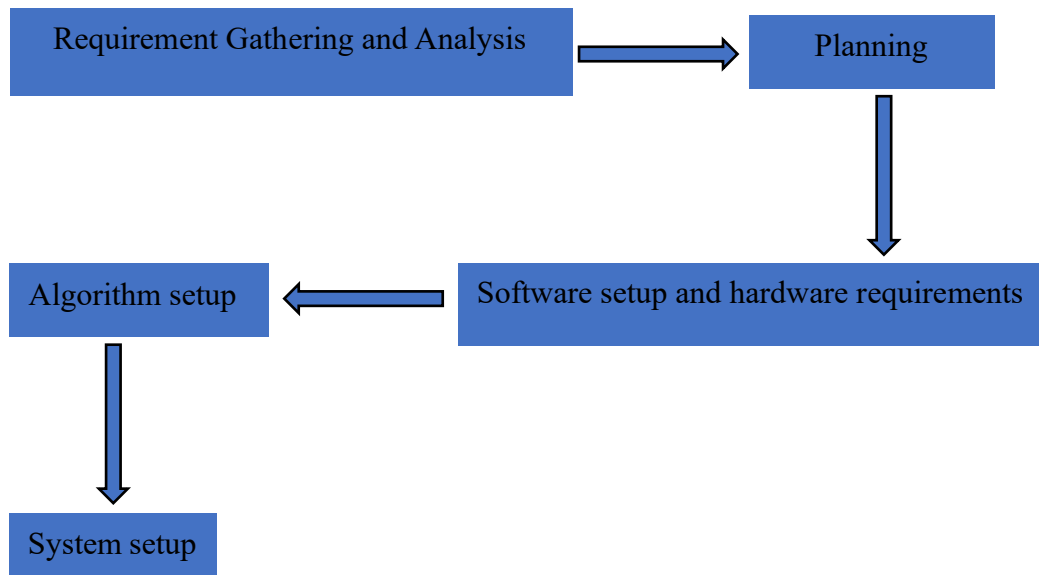 Requirement Gathering and Analysis
Planning
Software setup and hardware requirements
Algorithm setup
System setup